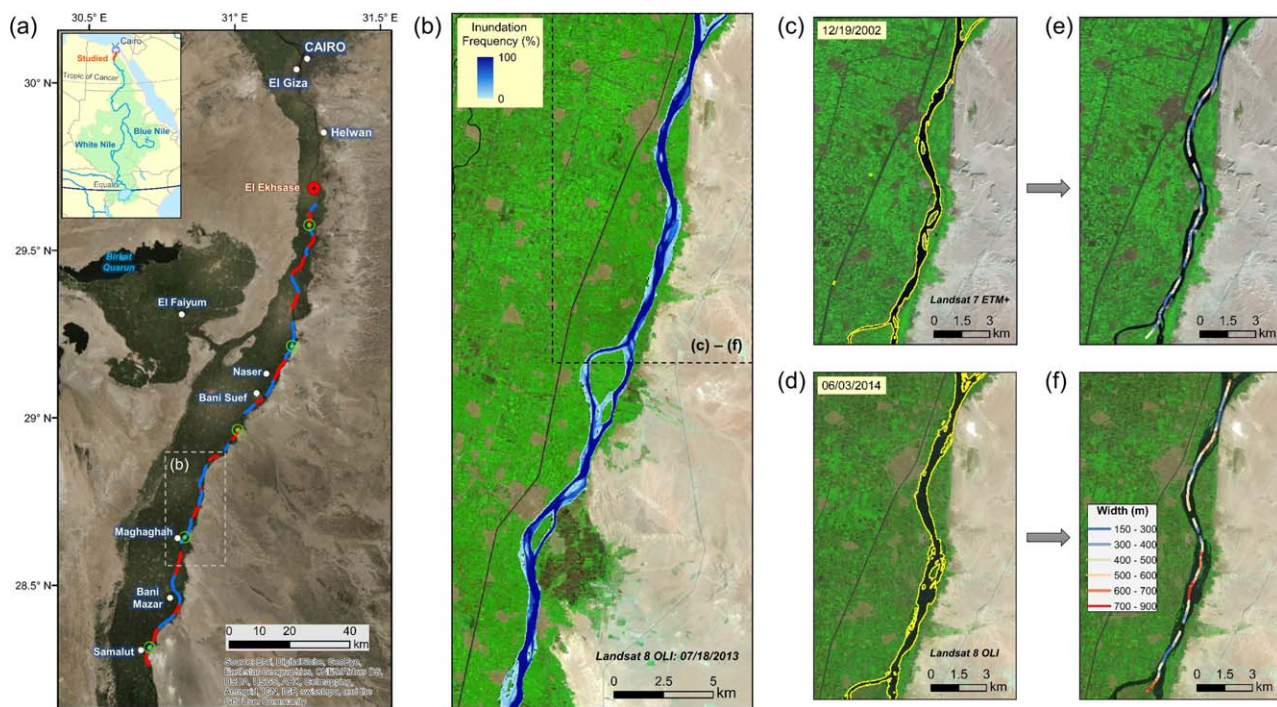 (a)
30.5°
31°E
31.5°
30°N
29.5°N
29°N
28.5°N
Cairo
Studied
Tropic of Cancer
Blue Nile
White Nile
Equator
CAIRO
El Giza
Helwan
El Ekhsase
Birkat
Quarun
El Faiyum
Naser
Bani Suef
(b)
Maghaghah
Bani
Mazar
Samalut
0 10 20 40
km
(b)
Inundation
Frequency (%)
100
0
(c) – (f)
Landsat 8 OLI: 07/18/2013
0 2.5 5
km
(c)
12/19/2002
Landsat 7 ETM+
0 1.5 3
km
(e)
0 1.5 3
km
(d)
06/03/2014
Landsat 8 OLI
0 1.5 3
km
(f)
Width (m)
150 - 300
300 - 400
400 - 500
500 - 600
600 - 700
700 - 900
0 1.5 3
km